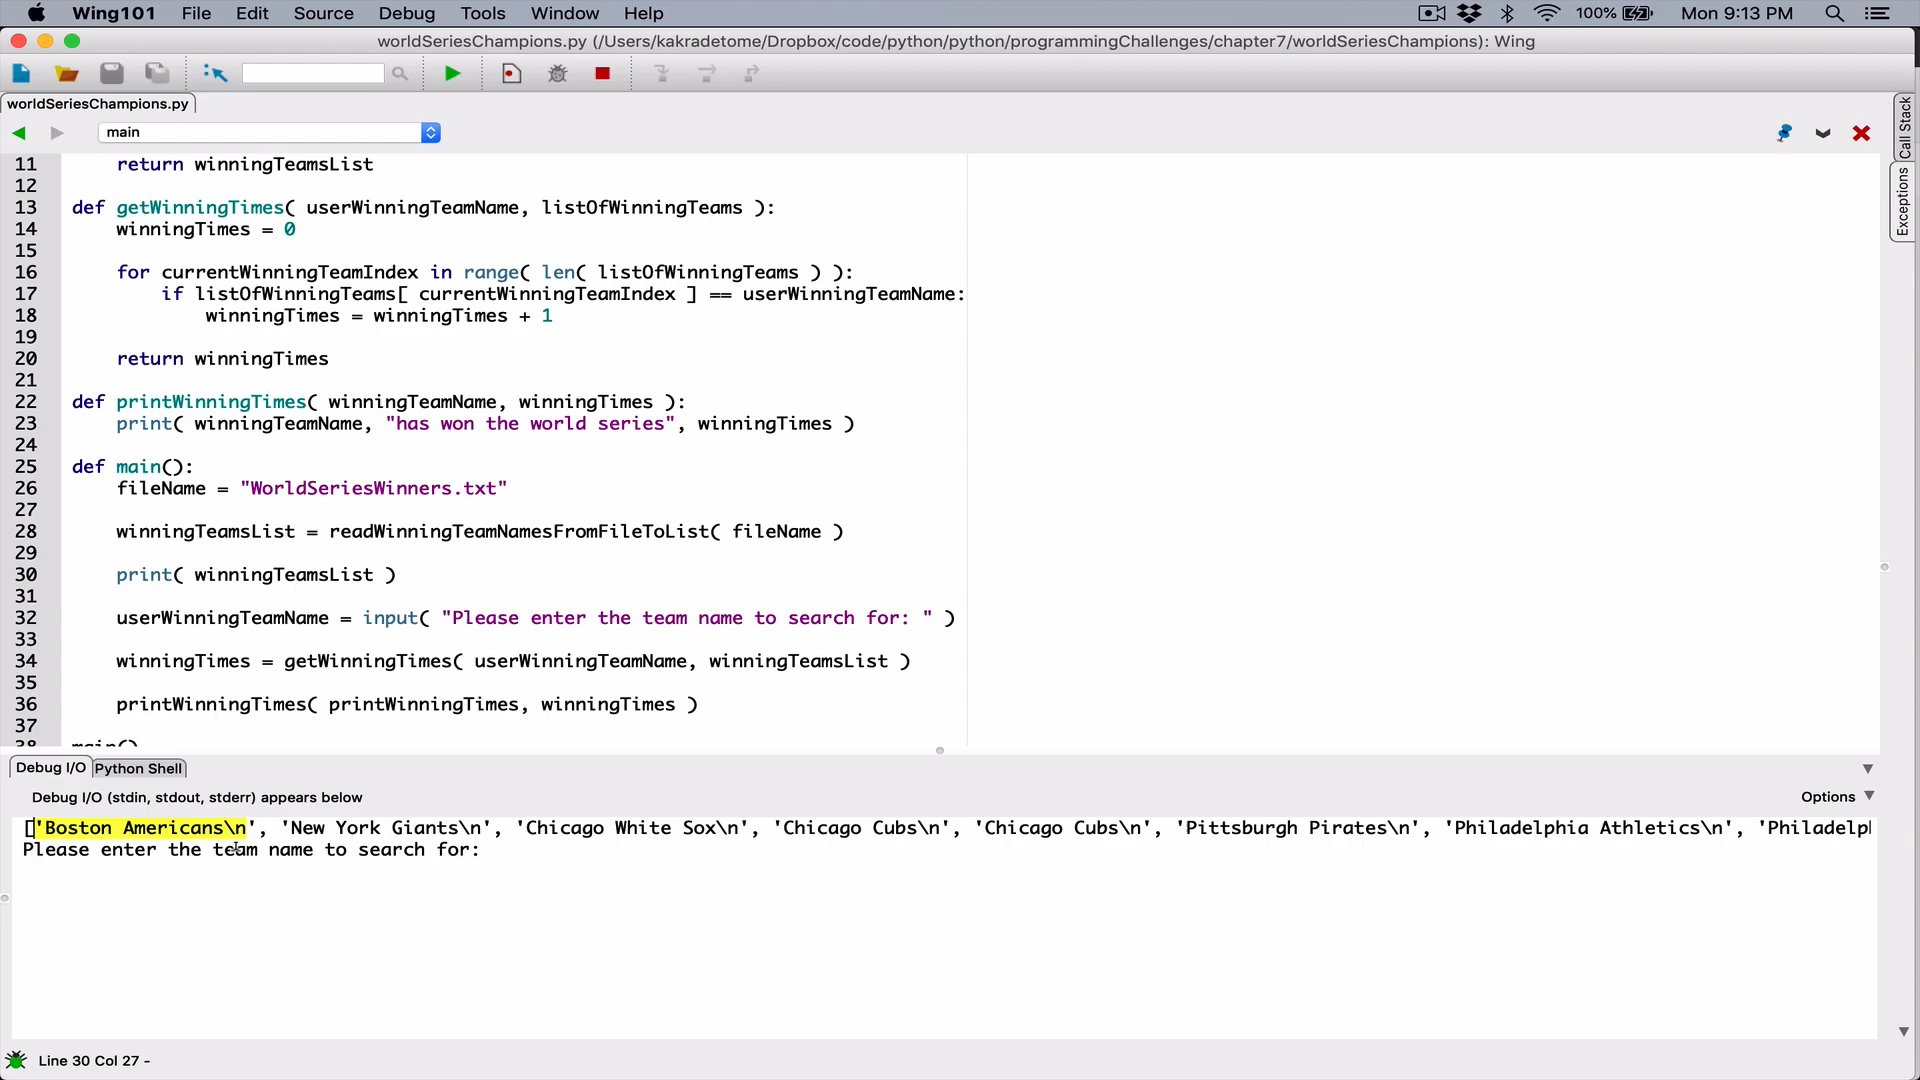 Wing101 File Edit Source Debug Tools Window Help 100% Mon 9:13 PM
worldSeriesChampions.py (/Users/kakradetome/Dropbox/code/python/python/programmingChallenges/chapter7/worldSeriesChampions): Wing
worldSeriesChampions.py
main
Call Stack
Exceptions
11 return winningTeamsList
12
13 def getWinningTimes( userWinningTeamName, listOfWinningTeams ):
14 winningTimes = 0
15
16 for currentWinningTeamIndex in range( len( listOfWinningTeams ) ):
17 if listOfWinningTeams[ currentWinningTeamIndex ] == userWinningTeamName:
18 winningTimes = winningTimes + 1
19
20 return winningTimes
21
22 def printWinningTimes( winningTeamName, winningTimes ):
23 print( winningTeamName, "has won the world series", winningTimes )
24
25 def main():
26 fileName = "WorldSeriesWinners.txt"
27
28 winningTeamsList = readWinningTeamNamesFromFileToList( fileName )
29
30 print( winningTeamsList )
31
32 userWinningTeamName = input( "Please enter the team name to search for: " )
33
34 winningTimes = getWinningTimes( userWinningTeamName, winningTeamsList )
35
36 printWinningTimes( printWinningTimes, winningTimes )
37
38 main()
Debug I/O Python Shell
Debug I/O (stdin, stdout, stderr) appears below Options
['Boston Americans\n', 'New York Giants\n', 'Chicago White Sox\n', 'Chicago Cubs\n', 'Chicago Cubs\n', 'Pittsburgh Pirates\n', 'Philadelphia Athletics\n', 'Philadelph
Please enter the team name to search for:
Line 30 Col 27 -